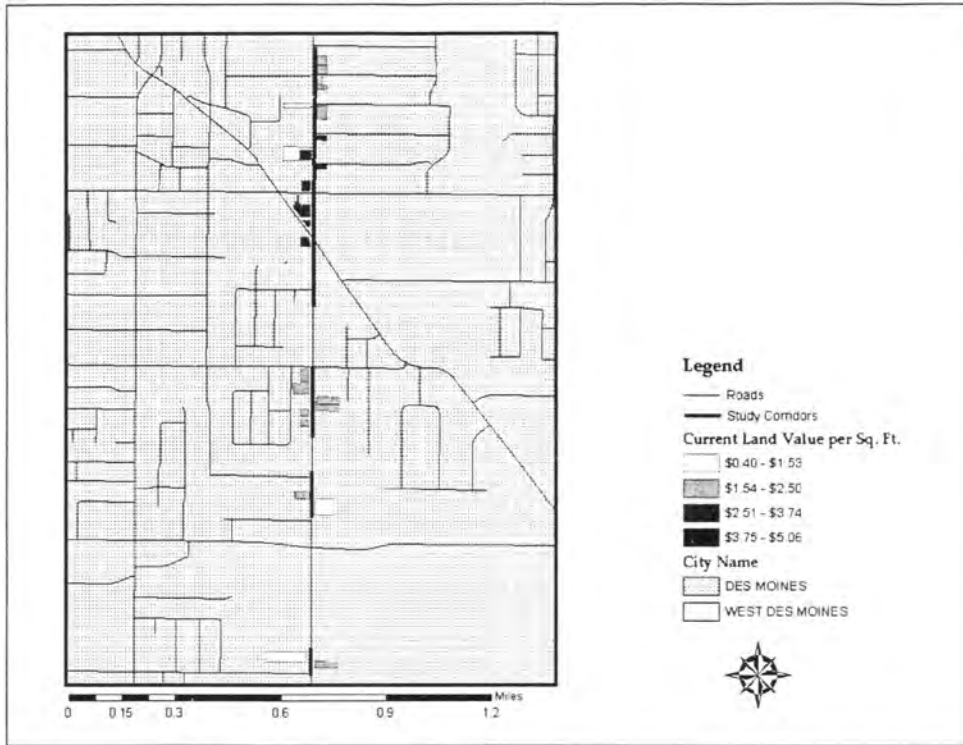 Legend
Roads
Study Corridors
Current Land Value per Sq. Ft.
$0.40 - $1.53
$1.54 - $2.50
$2.51 - $3.74
$3.75 - $5.06
City Name
DES MOINES
WEST DES MOINES
Miles
0 0.15 0.3 0.6 0.9 1.2